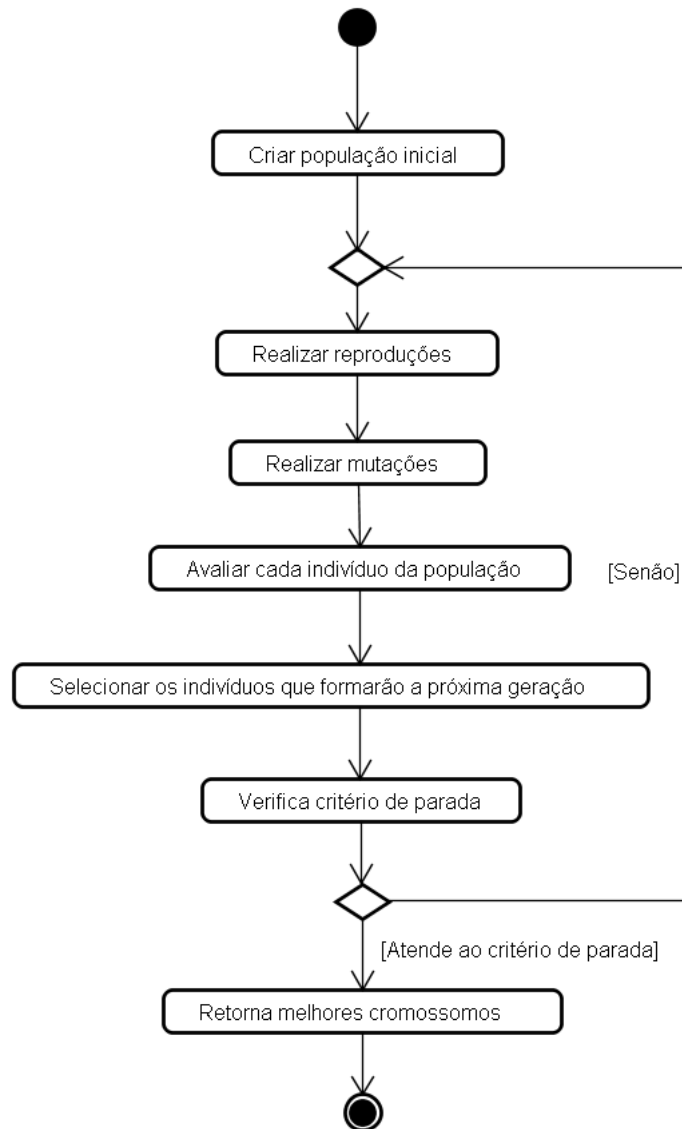 Criar população inicial
Realizar reproduções
Realizar mutações
Avaliar cada indivíduo da população
[Senão]
Selecionar os indivíduos que formarão a próxima geração
Verifica critério de parada
[Atende ao critério de parada]
Retorna melhores cromossomos